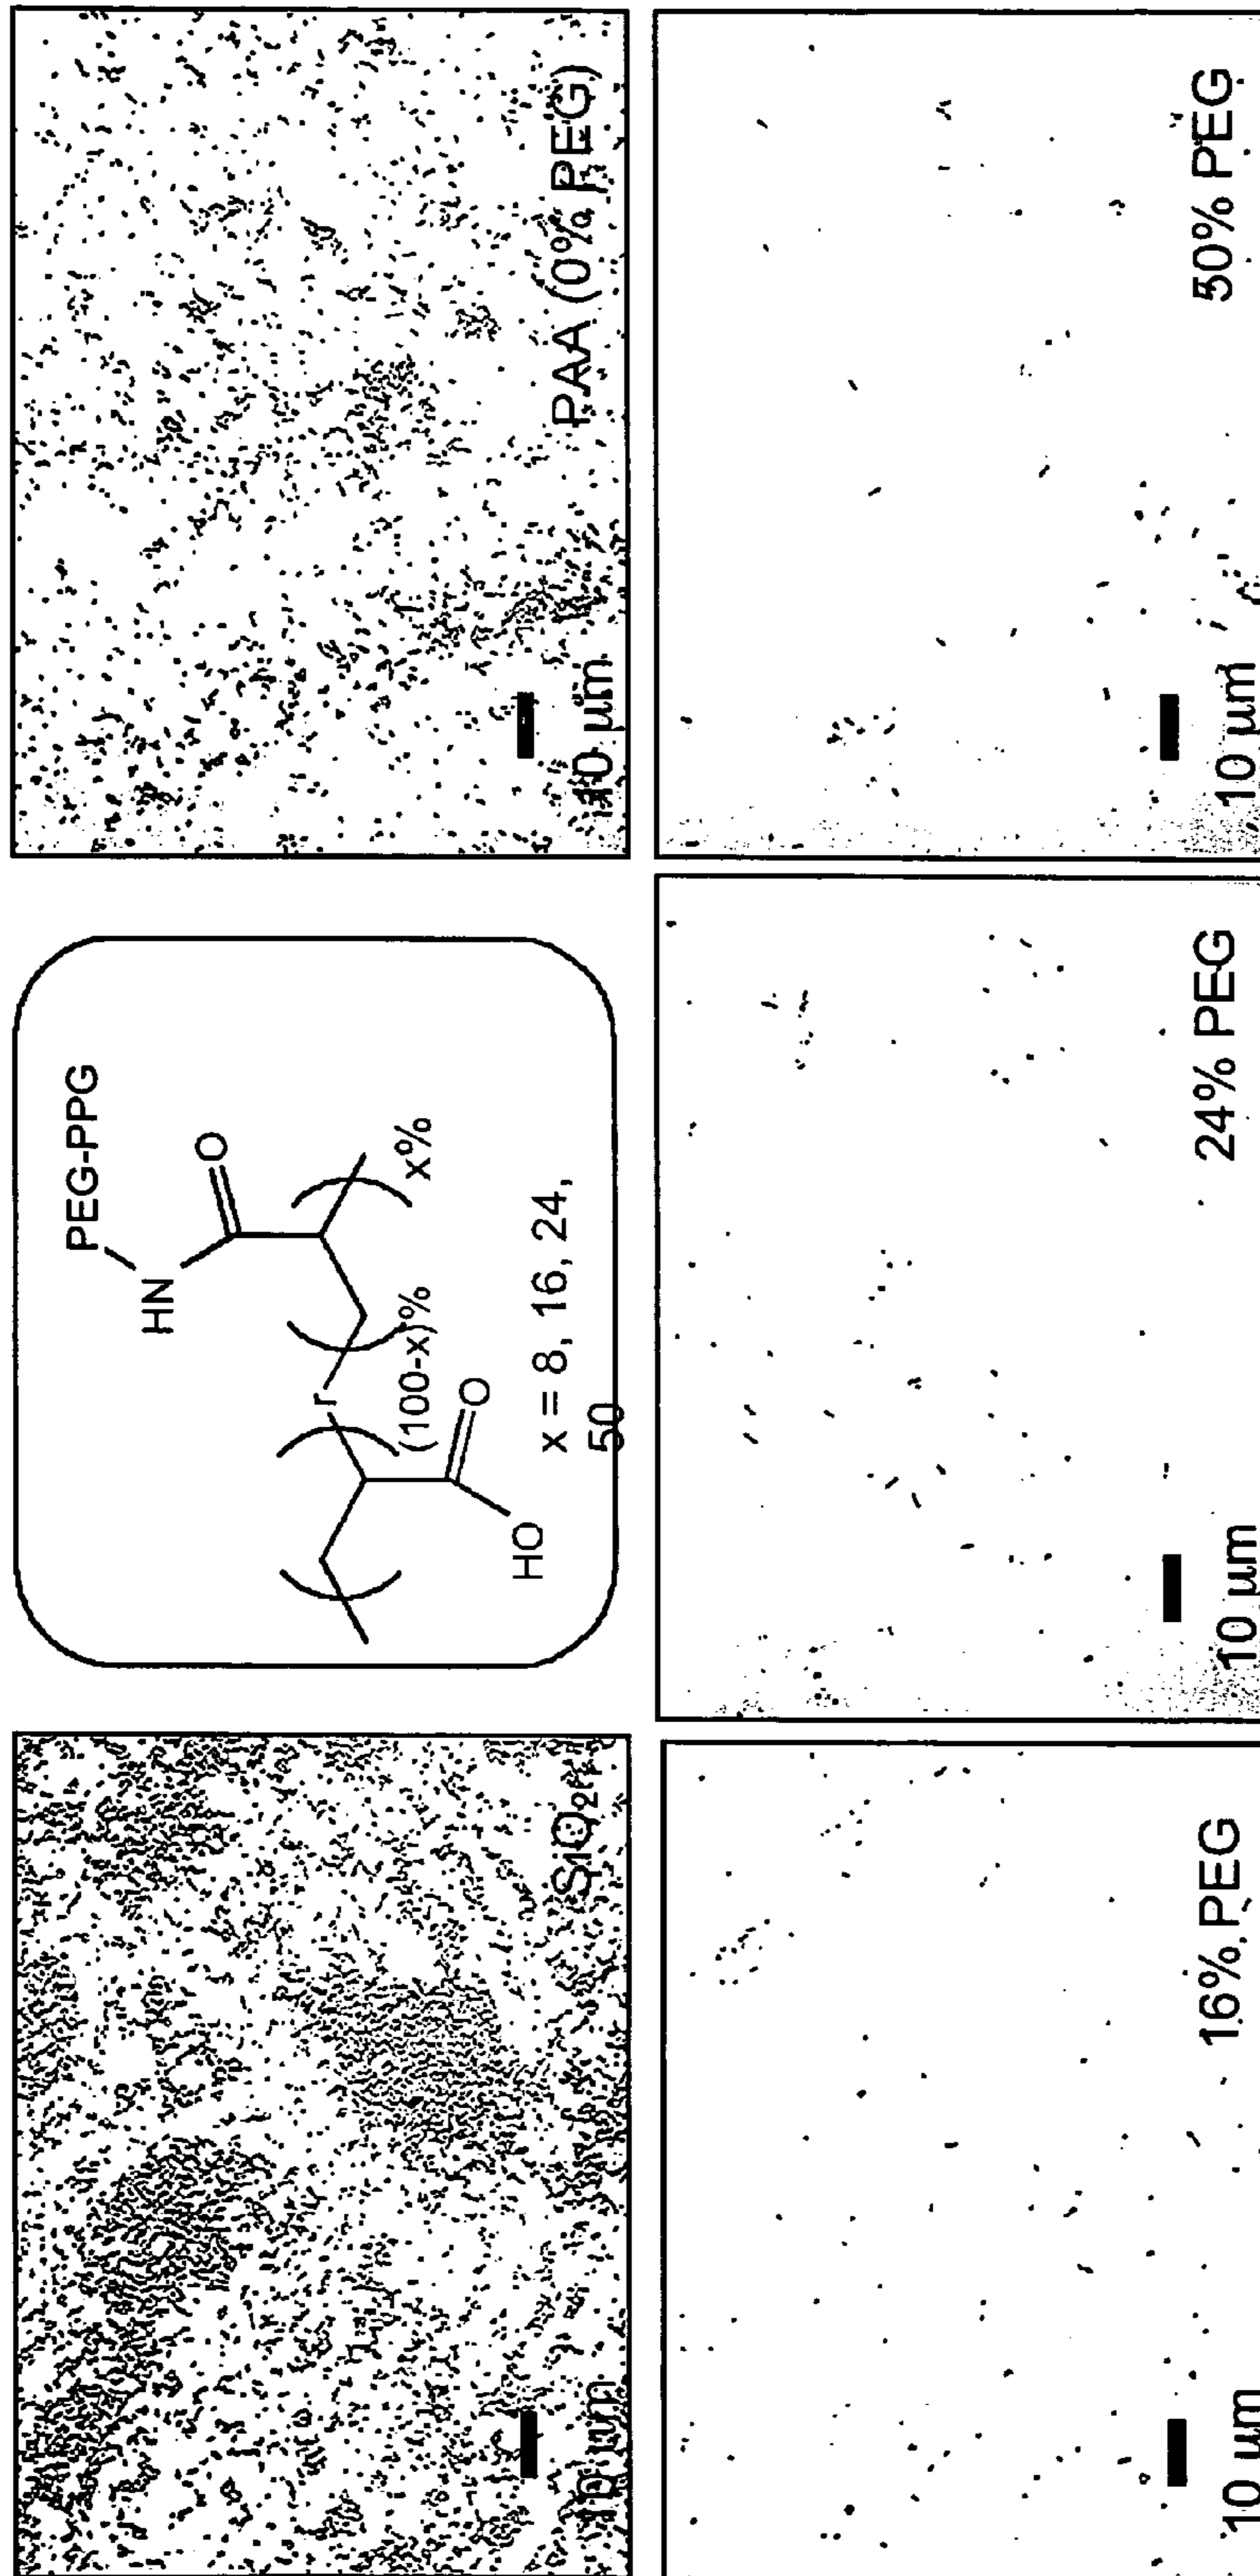 SiO₂
10 µm
PEG-PPG
HN
O
r
(100-x)%
x%
O
HO
x = 8, 16, 24,
50
PAA (0% PEG)
10 µm
16% PEG
10 µm
24% PEG
10 µm
50% PEG
10 µm